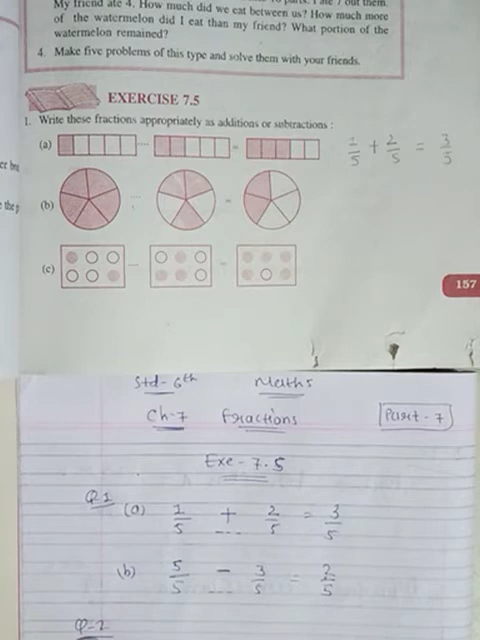 My friend ate 4. How much did we eat between us? How much more
of the watermelon did I eat than my friend? What portion of the
watermelon remained?
4. Make five problems of this type and solve them with your friends.
EXERCISE 7.5
1. Write these fractions appropriately as additions or subtractions :
(a) .... = 1/5 + 2/5 = 3/5
(b) .... =
(c) .... =
157
Std- 6th Maths
Ch-7 Fractions Part - 7
Exe - 7.5
Q1 (a) 1/5 + 2/5 = 3/5
(b) 5/5 - 3/5 = 2/5
Q-2